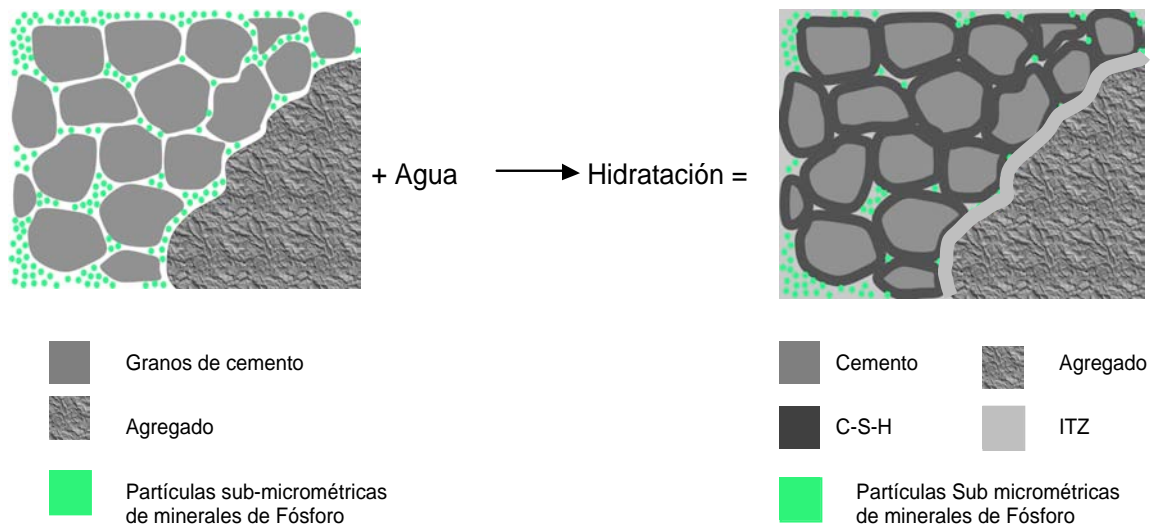 + Agua
Hidratación =
Granos de cemento
Agregado
Partículas sub-micrométricas
de minerales de Fósforo
Cemento
Agregado
C-S-H
ITZ
Partículas Sub micrométricas
de minerales de Fósforo